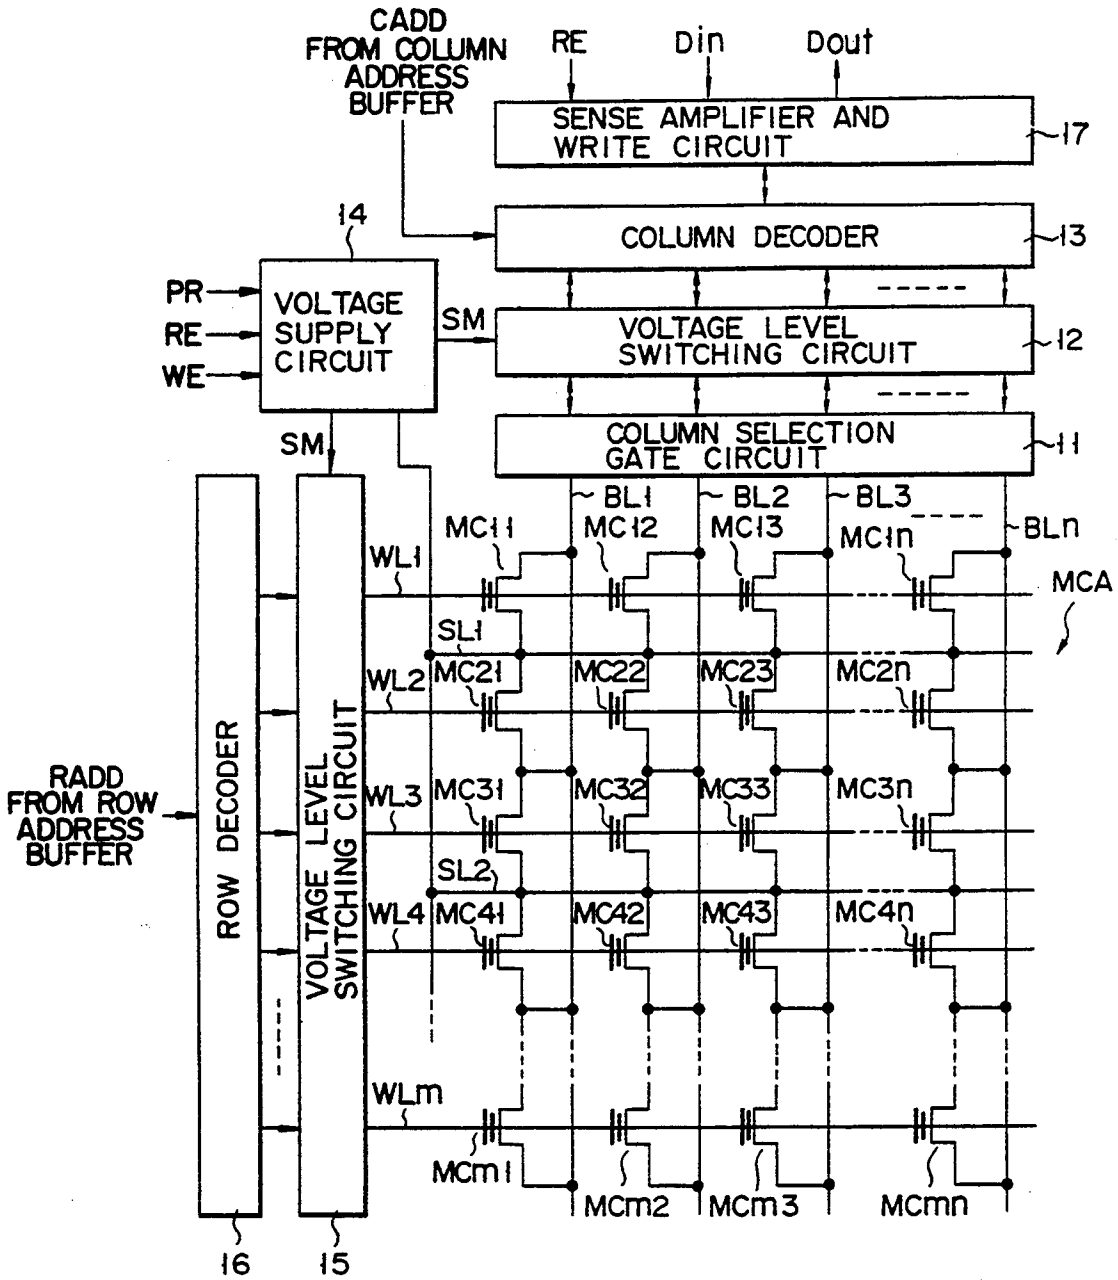 CADD
FROM COLUMN
ADDRESS
BUFFER
RE
Din
Dout
SENSE AMPLIFIER AND
WRITE CIRCUIT
17
COLUMN DECODER
13
14
PR
RE
WE
VOLTAGE
SUPPLY
CIRCUIT
SM
VOLTAGE LEVEL
SWITCHING CIRCUIT
12
SM
COLUMN SELECTION
GATE CIRCUIT
11
BL1
BL2
BL3
BLn
MC11
MC12
MC13
MC1n
WL1
MCA
SL1
WL2
MC21
MC22
MC23
MC2n
RADD
FROM ROW
ADDRESS
BUFFER
ROW DECODER
VOLTAGE LEVEL
SWITCHING CIRCUIT
WL3
MC31
MC32
MC33
MC3n
SL2
WL4
MC41
MC42
MC43
MC4n
WLm
MCm1
MCm2
MCm3
MCmn
16
15